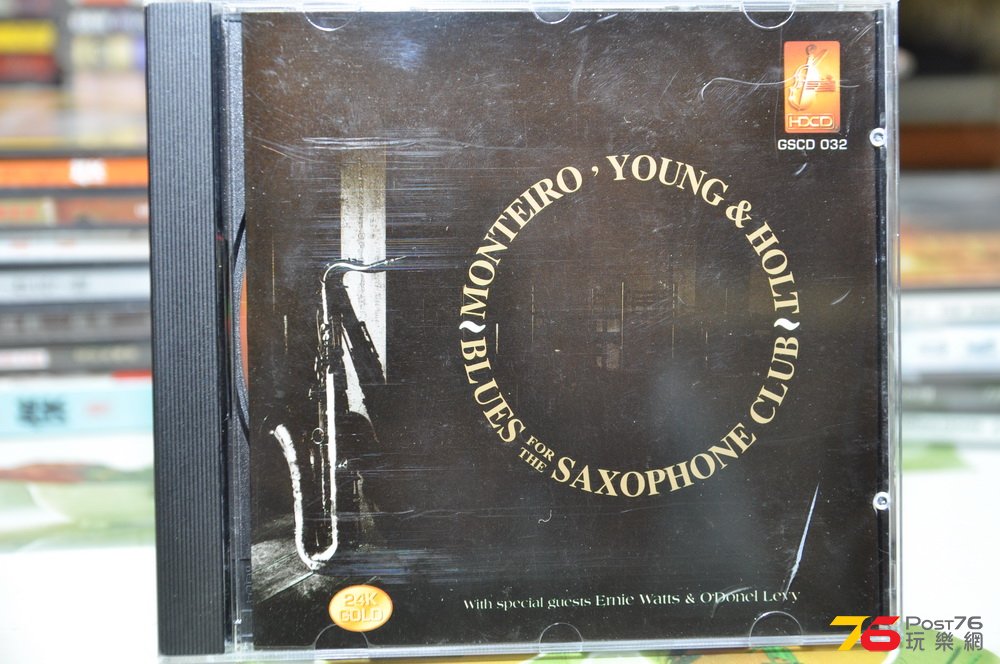 HDCD
GSCD 032
MONTEIRO , YOUNG & HOLT
~ BLUES FOR THE SAXOPHONE CLUB ~
24K
GOLD
With special guests Ernie Watts & O'Donel Levy
76 Post76
玩樂網